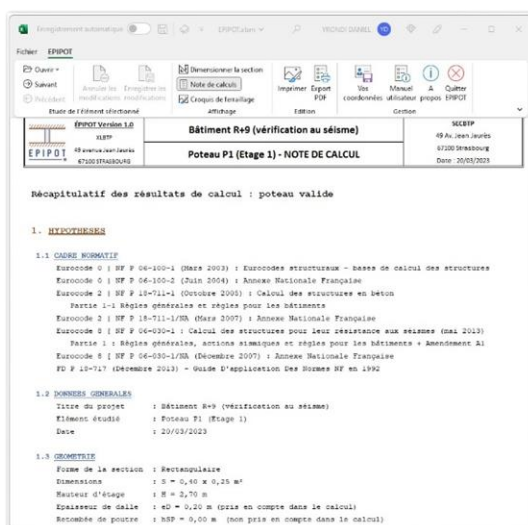 Enregistrement automatique
EPIPOT.xlsm
YKONDI DANIEL YD
Fichier EPIPOT
Ouvrir
Suivant
Précédent
Annuler les modifications
Enregistrer les modifications
Etude de l'élément sélectionné
Dimensionner la section
Note de calculs
Croquis de ferraillage
Affichage
Imprimer
Export PDF
Edition
Vos coordonnées
Manuel utilisateur
A propos
Quitter EPIPOT
Gestion
EPIPOT
EPIPOT Version 1.0
XLBTP
49 avenue Jean Jaurès
67100 STRASBOURG
Bâtiment R+9 (vérification au séisme)
Poteau P1 (Etage 1) - NOTE DE CALCUL
SECBTP
49 Av. Jean Jaurès
67100 Strasbourg
Date : 20/03/2023
Récapitulatif des résultats de calcul : poteau valide
1. HYPOTHESES
1.1 CADRE NORMATIF
Eurocode 0 | NF P 06-100-1 (Mars 2003) : Eurocodes structuraux - bases de calcul des structures
Eurocode 0 | NF P 06-100-2 (Juin 2004) : Annexe Nationale Française
Eurocode 2 | NF P 18-711-1 (Octobre 2005) : Calcul des structures en béton
Partie 1-1 Règles générales et règles pour les bâtiments
Eurocode 2 | NF P 18-711-1/NA (Mars 2007) : Annexe Nationale Française
Eurocode 8 | NF P 06-030-1 : Calcul des structures pour leur résistance aux séismes (mai 2013)
Partie 1 : Règles générales, actions sismiques et règles pour les bâtiments + Amendement A1
Eurocode 8 | NF P 06-030-1/NA (Décembre 2007) : Annexe Nationale Française
FD P 18-717 (Décembre 2013) - Guide D'application Des Normes NF en 1992
1.2 DONNEES GENERALES
Titre du projet : Bâtiment R+9 (vérification au séisme)
Elément étudié : Poteau P1 (Etage 1)
Date : 20/03/2023
1.3 GEOMETRIE
Forme de la section : Rectangulaire
Dimensions : S = 0,40 x 0,25 m²
Hauteur d'étage : H = 2,70 m
Epaisseur de dalle : eD = 0,20 m (pris en compte dans le calcul)
Retombée de poutre : hSP = 0,00 m (non pris en compte dans le calcul)